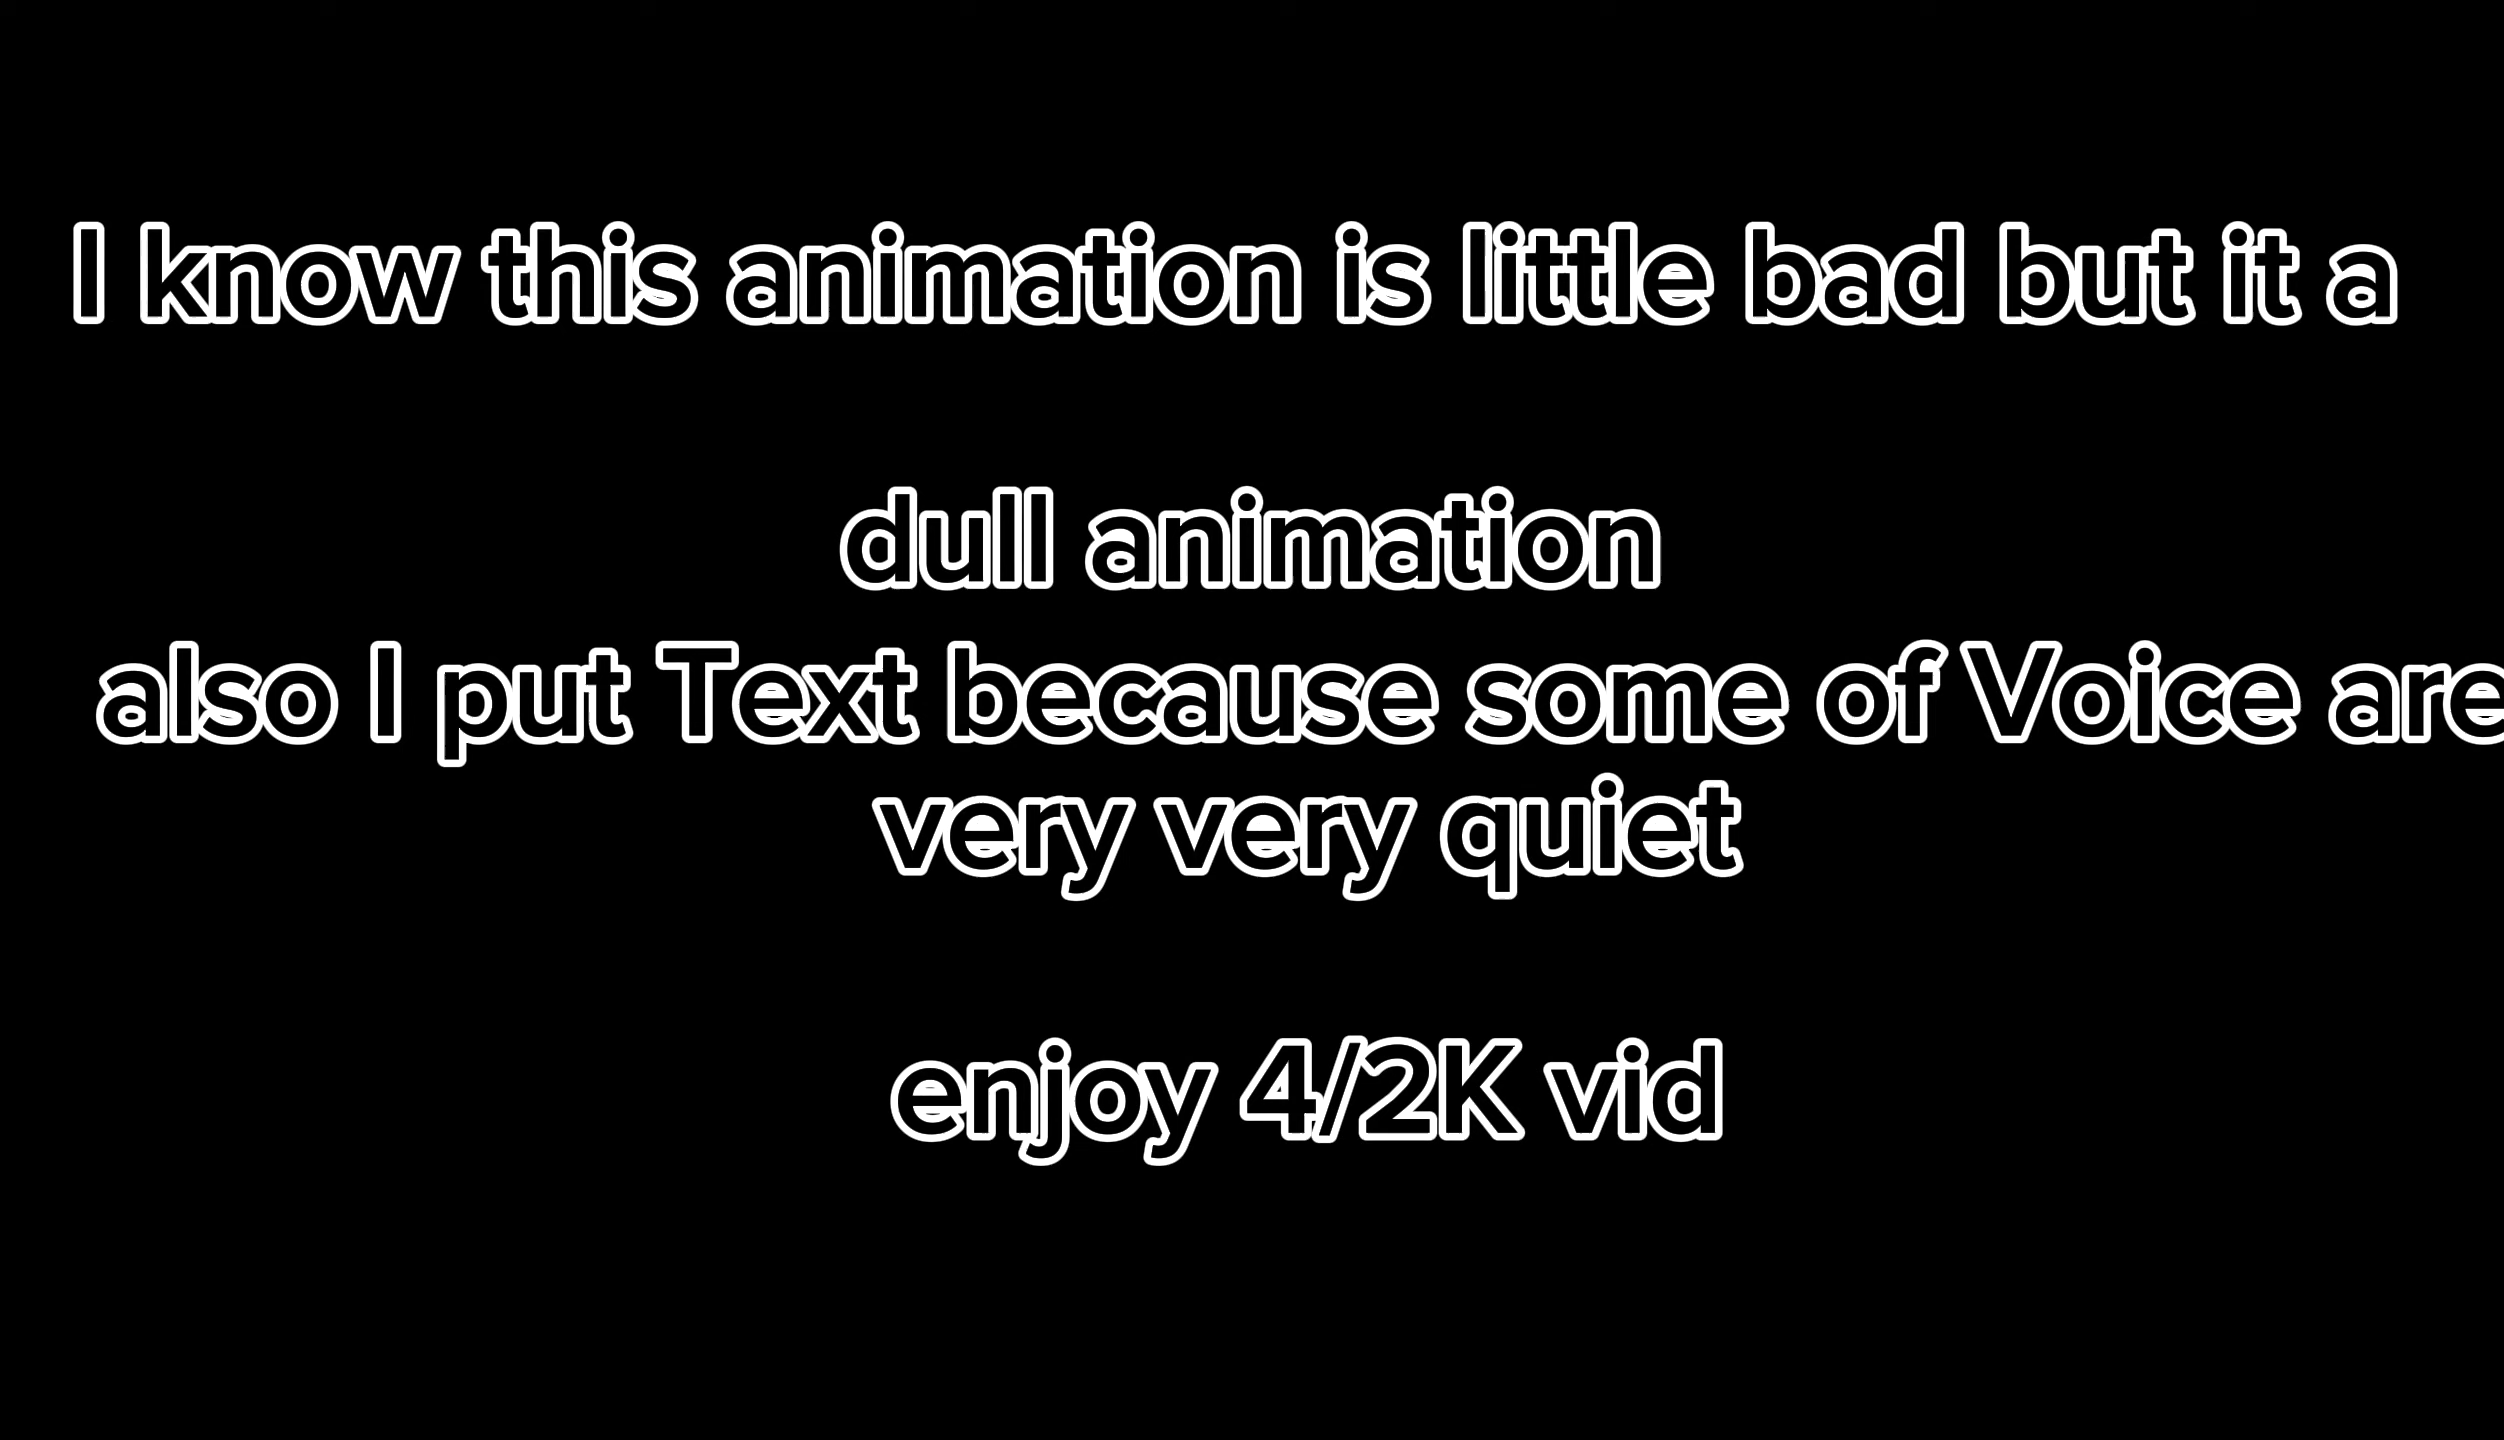 I know this animation is little bad but it a
dull animation
also I put Text because some of Voice are
very very quiet
enjoy 4/2K vid